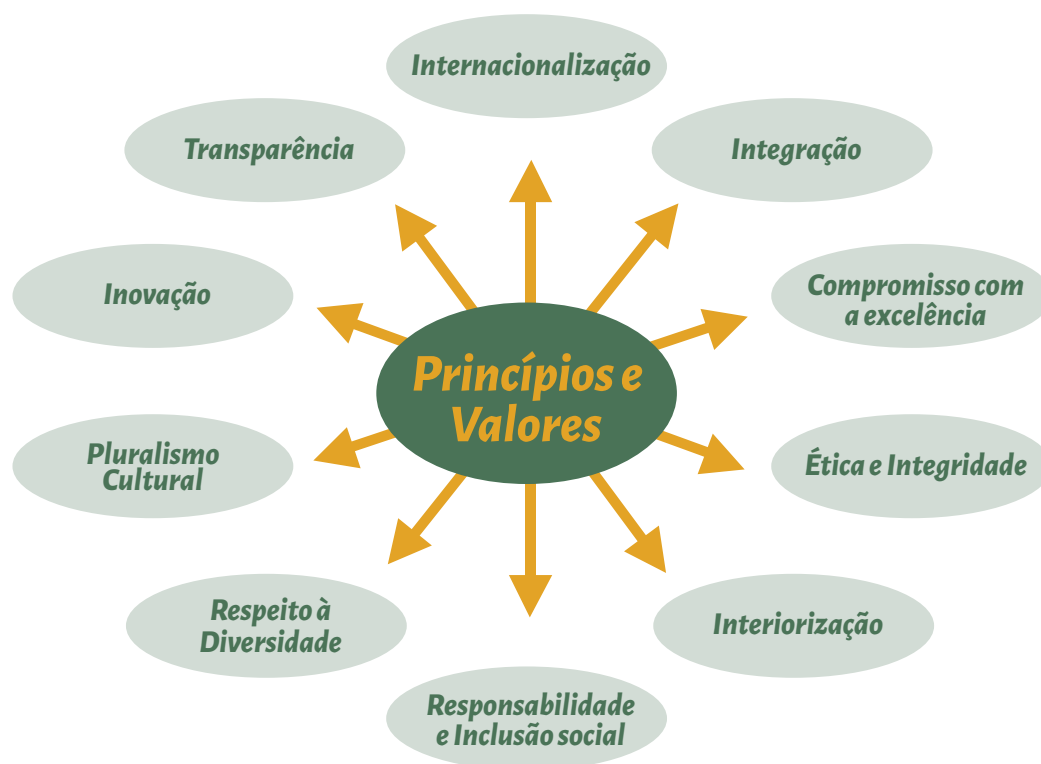 Internacionalização
Transparência
Integração
Inovação
Compromisso com
a excelência
Princípios e
Valores
Pluralismo
Cultural
Ética e Integridade
Respeito à
Diversidade
Interiorização
Responsabilidade
e Inclusão social